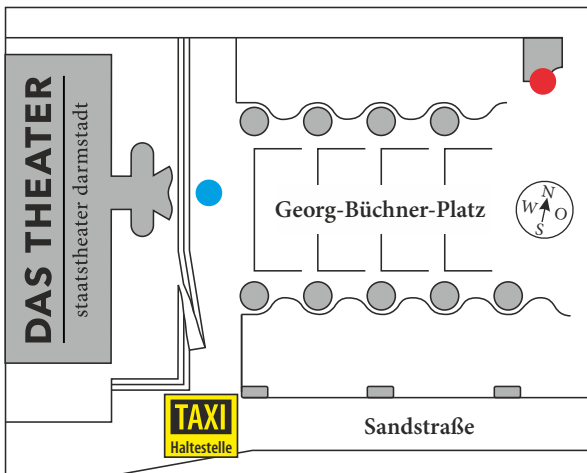 DAS THEATER
staatstheater darmstadt
Georg-Büchner-Platz
N
W O
S
TAXI
Haltestelle
Sandstraße